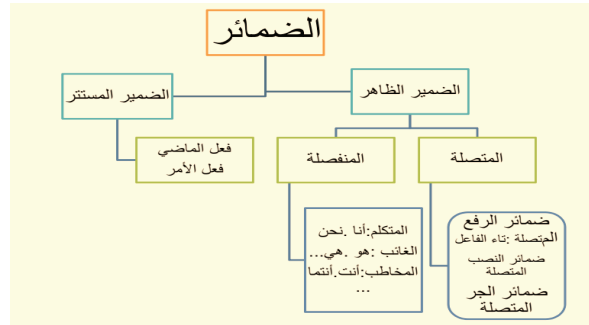 الضمائر
الضمير الظاهر
الضمير المستتر
المتصلة
المنفصلة
فعل الماضي
فعل الأمر
ضمائر الرفع
المتصلة :تاء الفاعل
ضمائر النصب
المتصلة
ضمائر الجر
المتصلة
المتكلم:أنا .نحن
الغائب :هو .هي...
المخاطب:أنت.أنتما
...